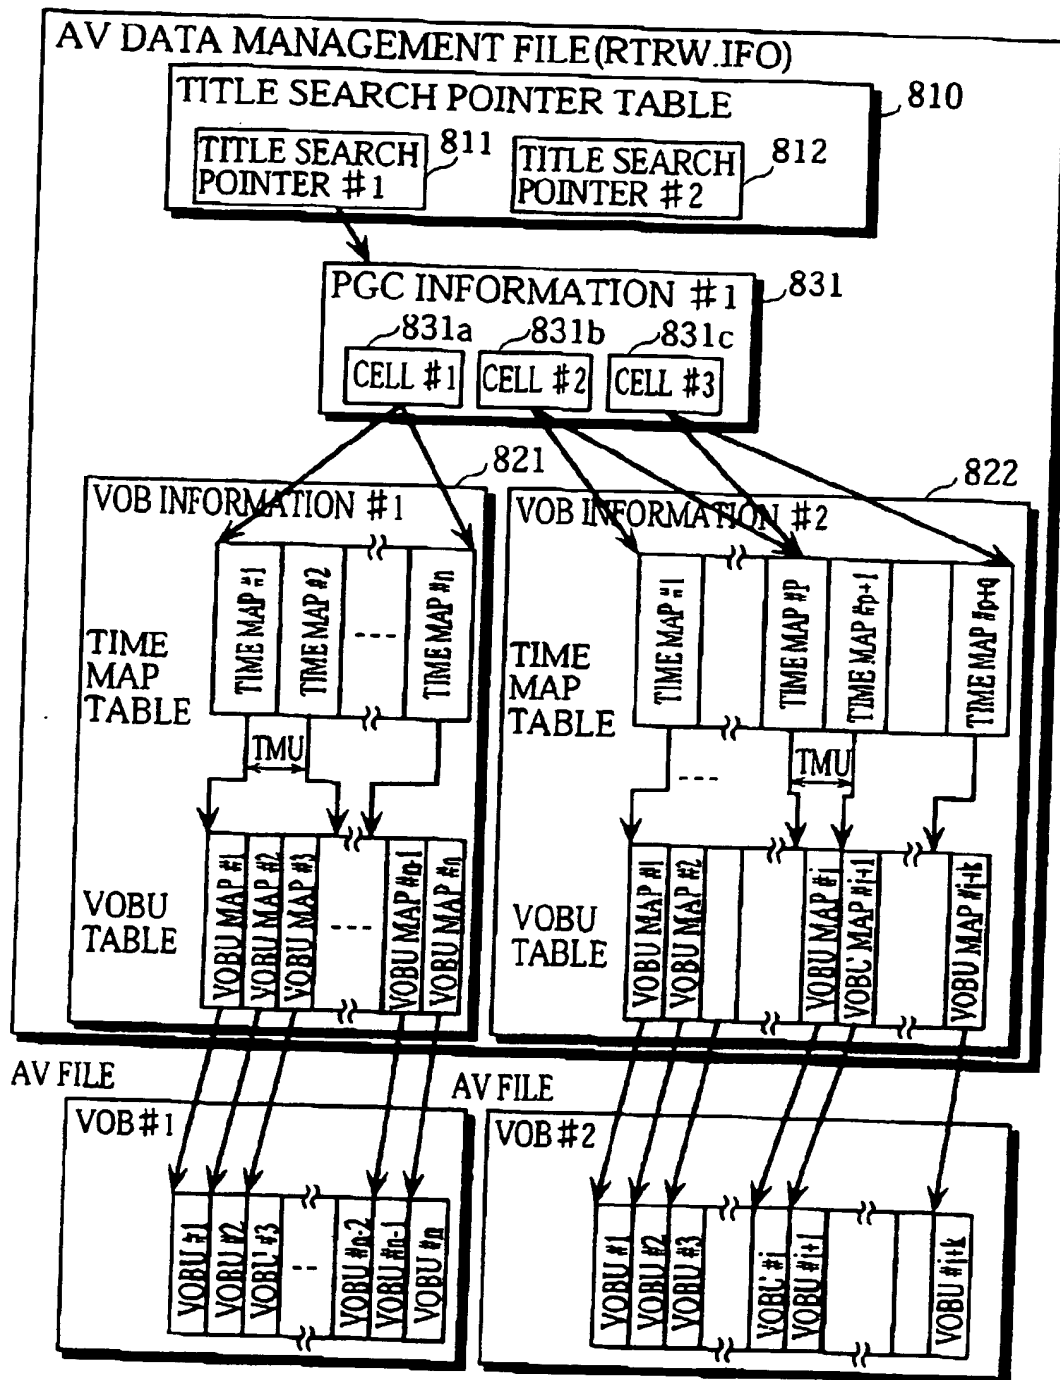 AV DATA MANAGEMENT FILE(RTRW.IFO)
TITLE SEARCH POINTER TABLE
810
TITLE SEARCH
POINTER #1
811
TITLE SEARCH
POINTER #2
812
PGC INFORMATION #1
831
831a
831b
831c
CELL #1
CELL #2
CELL #3
821
822
VOB INFORMATION #1
TIME MAP #1
TIME MAP #2
---
TIME MAP #n
TIME
MAP
TABLE
TMU
VOBU MAP #1
VOBU MAP #2
VOBU MAP #3
---
VOBU MAP #n-1
VOBU MAP #n
VOBU
TABLE
VOB INFORMATION #2
TIME MAP #1
TIME MAP #P
TIME MAP #p+1
TIME MAP #p+q
TIME
MAP
TABLE
---
TMU
VOBU MAP #1
VOBU MAP #2
VOBU MAP #i
VOBU MAP #i+1
VOBU MAP #i+k
VOBU
TABLE
AV FILE
VOB #1
VOBU #1
VOBU #2
VOBU #3
--
VOBU #n-2
VOBU #n-1
VOBU #n
AV FILE
VOB #2
VOBU #1
VOBU #2
VOBU #3
VOBU #i
VOBU #i+1
VOBU #i+k